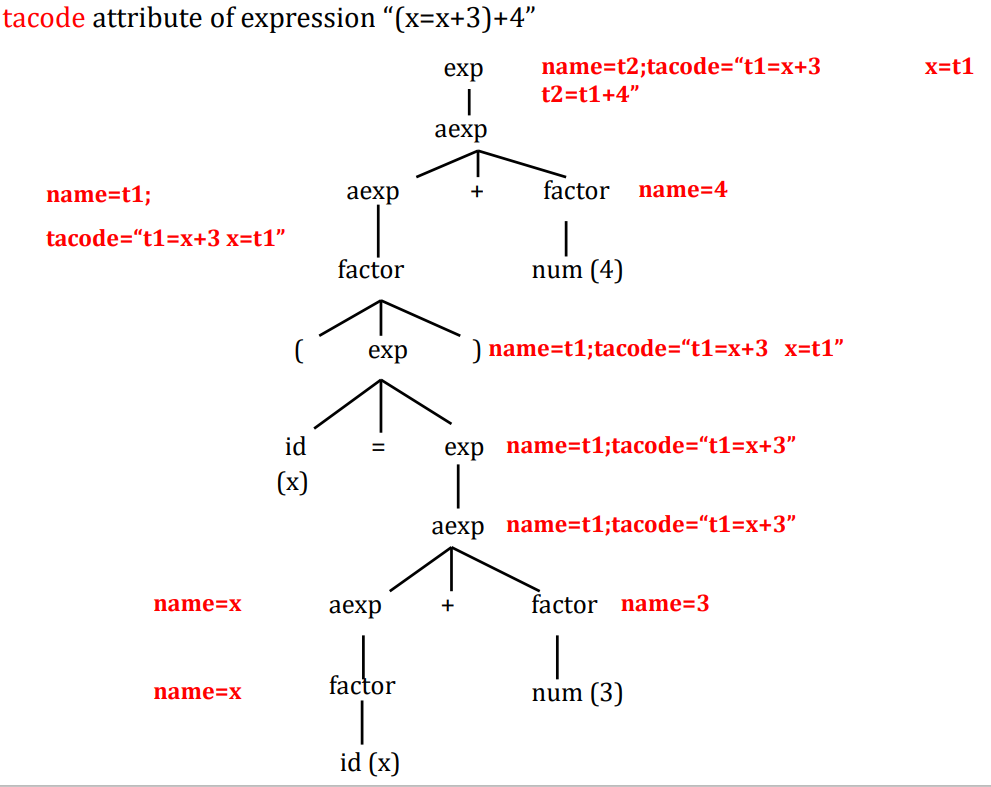 tacode attribute of expression “(x=x+3)+4”
exp name=t2;tacode=“t1=x+3 x=t1
t2=t1+4”
aexp
name=t1; aexp + factor name=4
tacode=“t1=x+3 x=t1”
factor num (4)
( exp ) name=t1;tacode=“t1=x+3 x=t1”
id = exp name=t1;tacode=“t1=x+3”
(x)
aexp name=t1;tacode=“t1=x+3”
name=x aexp + factor name=3
name=x factor num (3)
id (x)